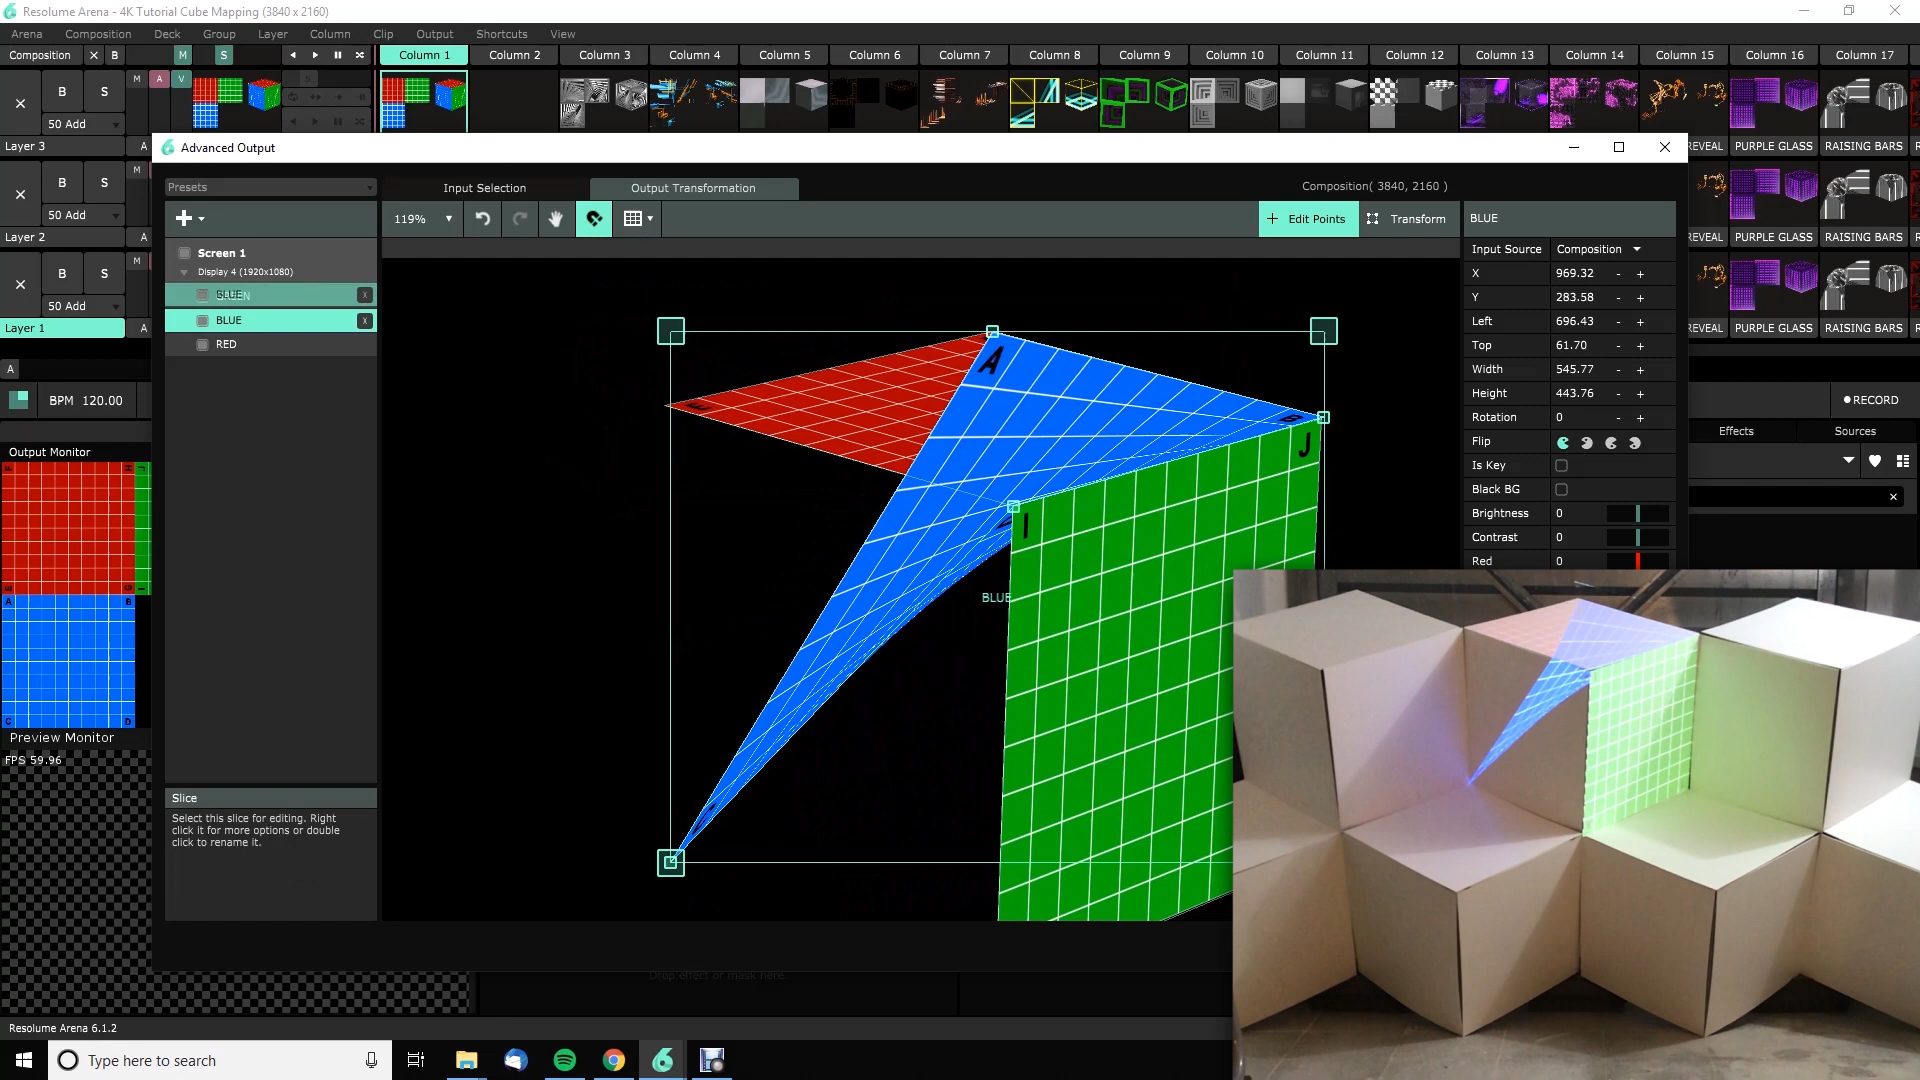 Resolume Arena - 4K Tutorial Cube Mapping (3840 x 2160)
Arena Composition Deck Group Layer Column Clip Output Shortcuts View
Composition X B M S Column 1 Column 2 Column 3 Column 4 Column 5 Column 6 Column 7 Column 8 Column 9 Column 10 Column 11 Column 12 Column 13 Column 14 Column 15 Column 16 Column 17
B S M A V S
50 Add
Layer 3 A REVEAL PURPLE GLASS RAISING BARS
Advanced Output
B S M
50 Add
Layer 2 A REVEAL PURPLE GLASS RAISING BARS
B S M
50 Add
Layer 1 A REVEAL PURPLE GLASS RAISING BARS
Presets
Input Selection Output Transformation Composition( 3840, 2160 )
119% Edit Points Transform BLUE
Screen 1
Display 4 (1920x1080)
BLUE X
BLUE X
RED
Input Source Composition
X 969.32 - +
Y 283.58 - +
Left 696.43 - +
Top 61.70 - +
Width 545.77 - +
Height 443.76 - +
Rotation 0 - +
Flip
Is Key
Black BG
Brightness 0
Contrast 0
Red 0
A
BPM 120.00
RECORD
Effects Sources
Output Monitor
A B
C D
Preview Monitor
FPS 59.96
A
B
J
I
BLUE
Slice
Select this slice for editing. Right
click it for more options or double
click to rename it.
Drop effect or mask here...
Resolume Arena 6.1.2
Type here to search